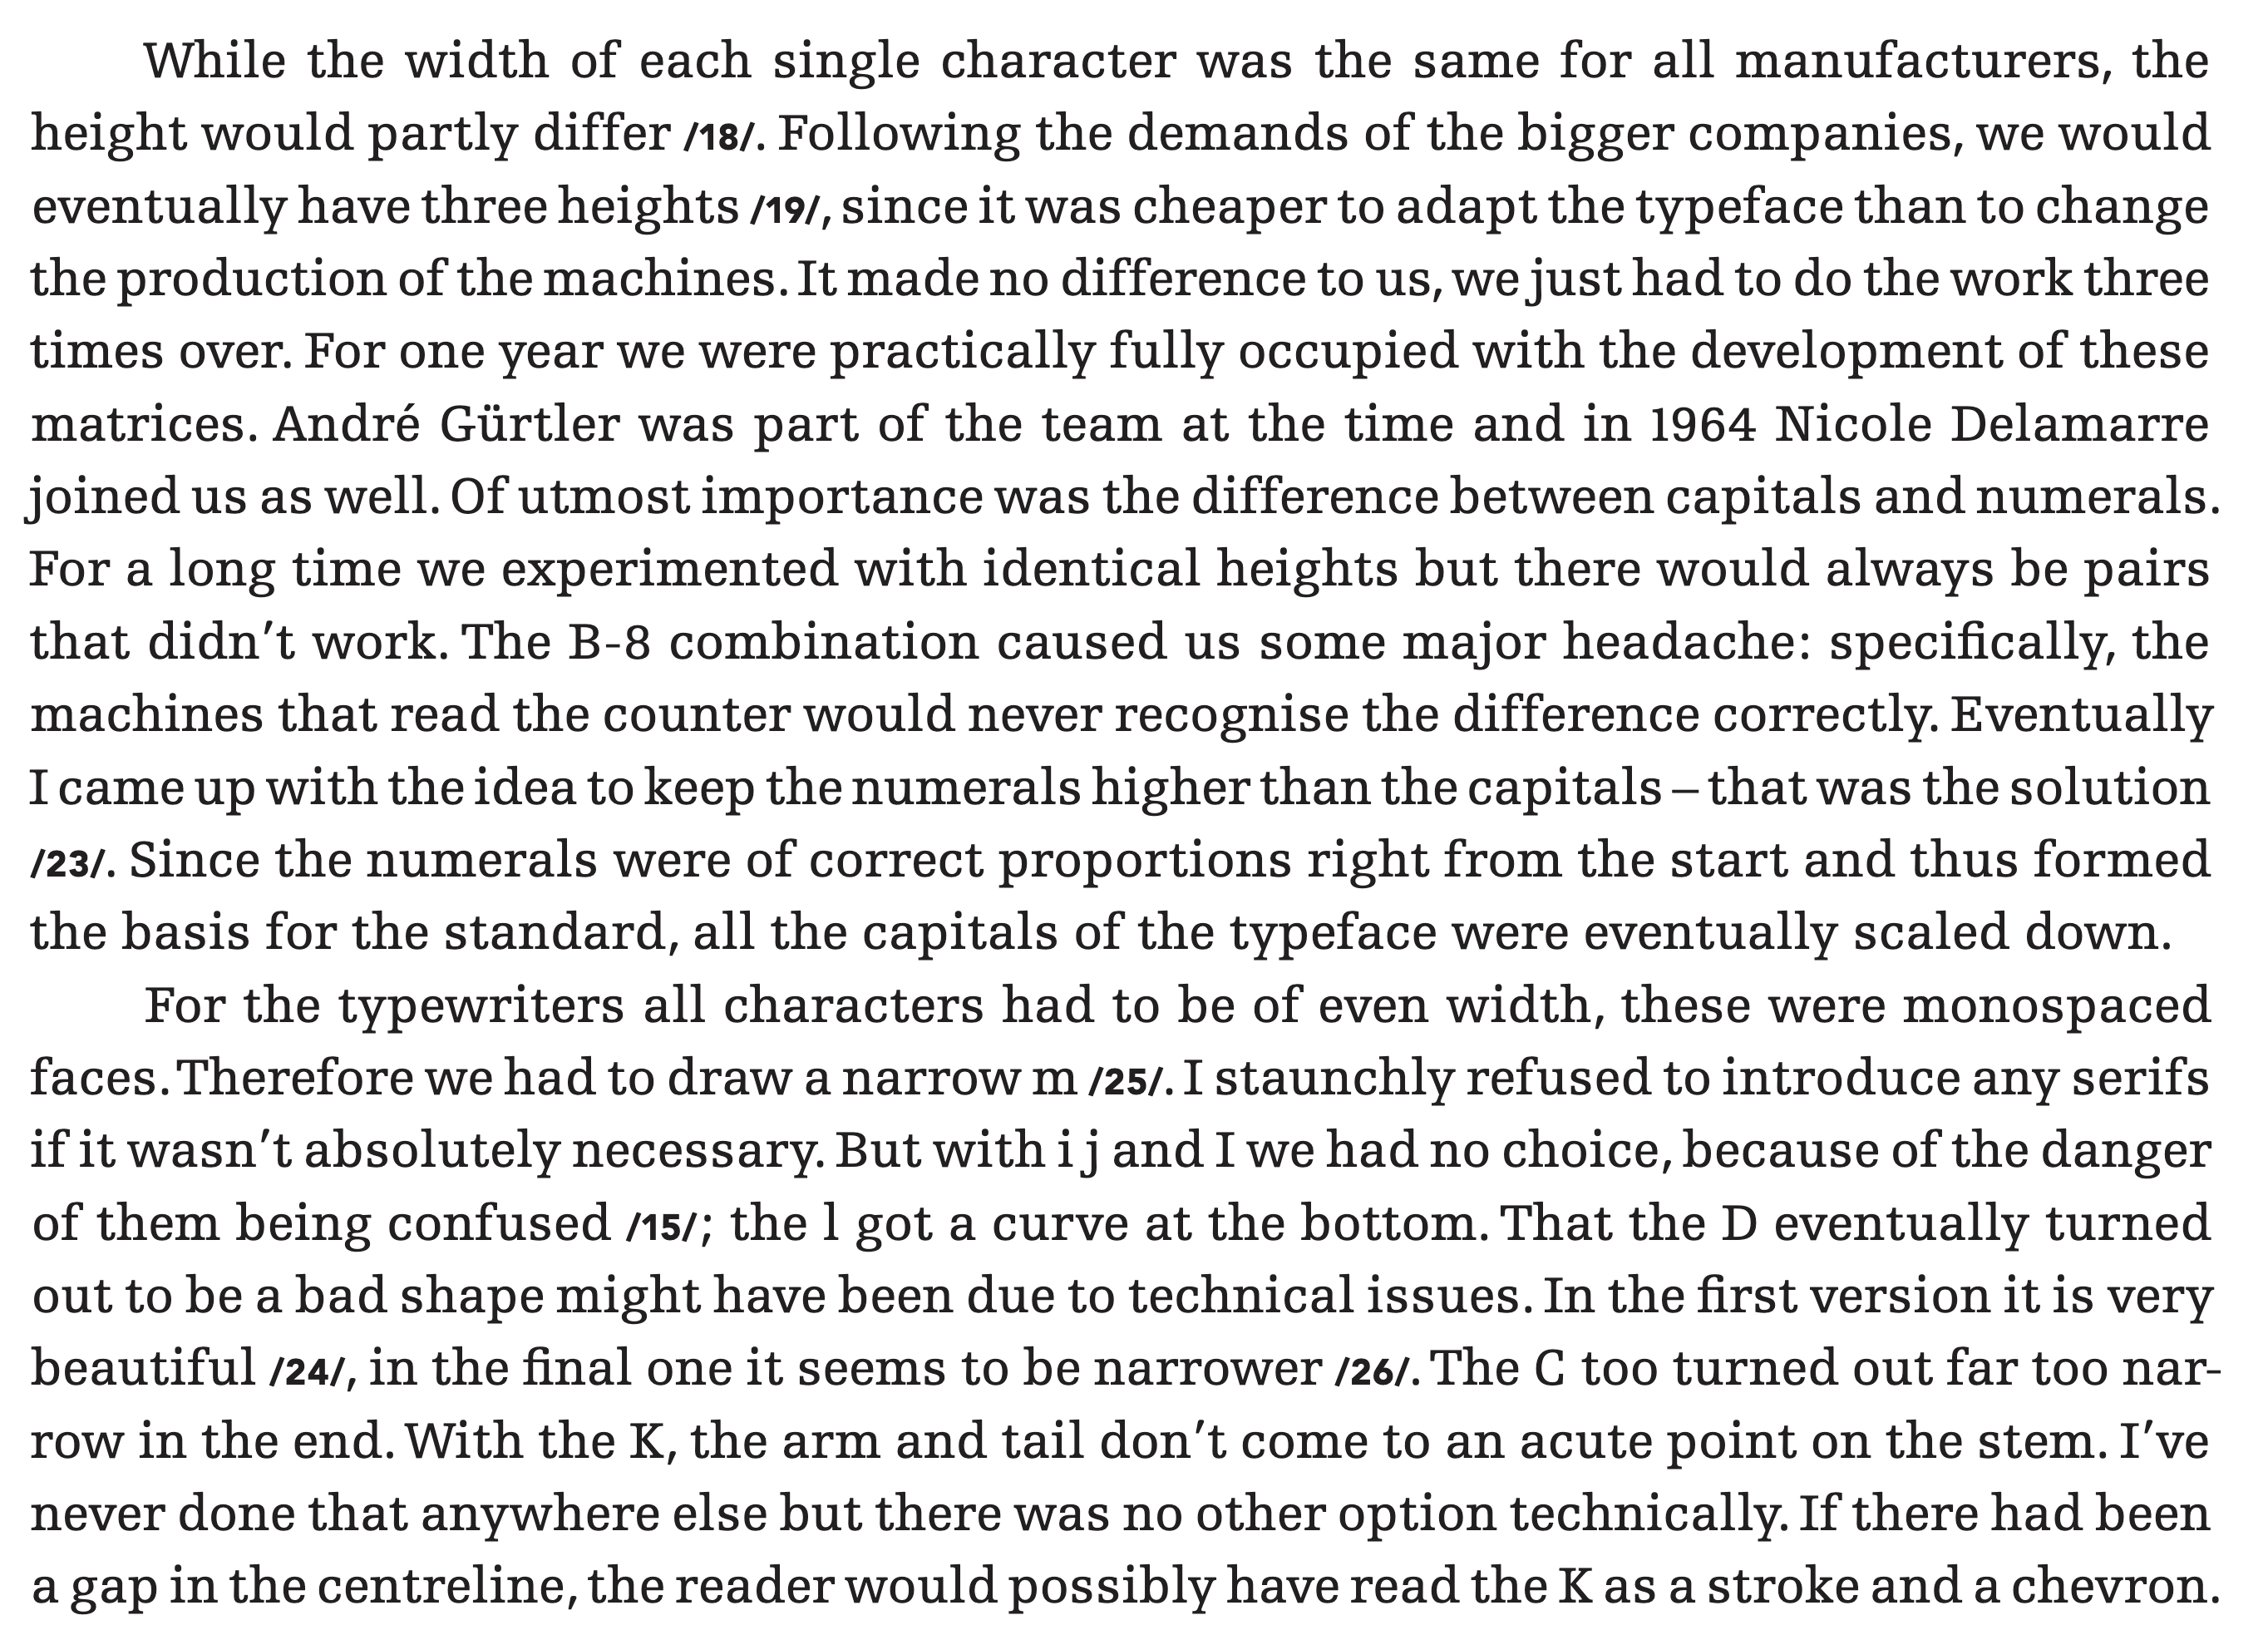 While the width of each single character was the same for all manufacturers, the
height would partly differ /18/. Following the demands of the bigger companies, we would
eventually have three heights /19/, since it was cheaper to adapt the typeface than to change
the production of the machines. It made no difference to us, we just had to do the work three
times over. For one year we were practically fully occupied with the development of these
matrices. André Gürtler was part of the team at the time and in 1964 Nicole Delamarre
joined us as well. Of utmost importance was the difference between capitals and numerals.
For a long time we experimented with identical heights but there would always be pairs
that didn’t work. The B-8 combination caused us some major headache: specifically, the
machines that read the counter would never recognise the difference correctly. Eventually
I came up with the idea to keep the numerals higher than the capitals – that was the solution
/23/. Since the numerals were of correct proportions right from the start and thus formed
the basis for the standard, all the capitals of the typeface were eventually scaled down.
For the typewriters all characters had to be of even width, these were monospaced
faces. Therefore we had to draw a narrow m /25/. I staunchly refused to introduce any serifs
if it wasn’t absolutely necessary. But with i j and I we had no choice, because of the danger
of them being confused /15/; the l got a curve at the bottom. That the D eventually turned
out to be a bad shape might have been due to technical issues. In the first version it is very
beautiful /24/, in the final one it seems to be narrower /26/. The C too turned out far too nar-
row in the end. With the K, the arm and tail don’t come to an acute point on the stem. I’ve
never done that anywhere else but there was no other option technically. If there had been
a gap in the centreline, the reader would possibly have read the K as a stroke and a chevron.